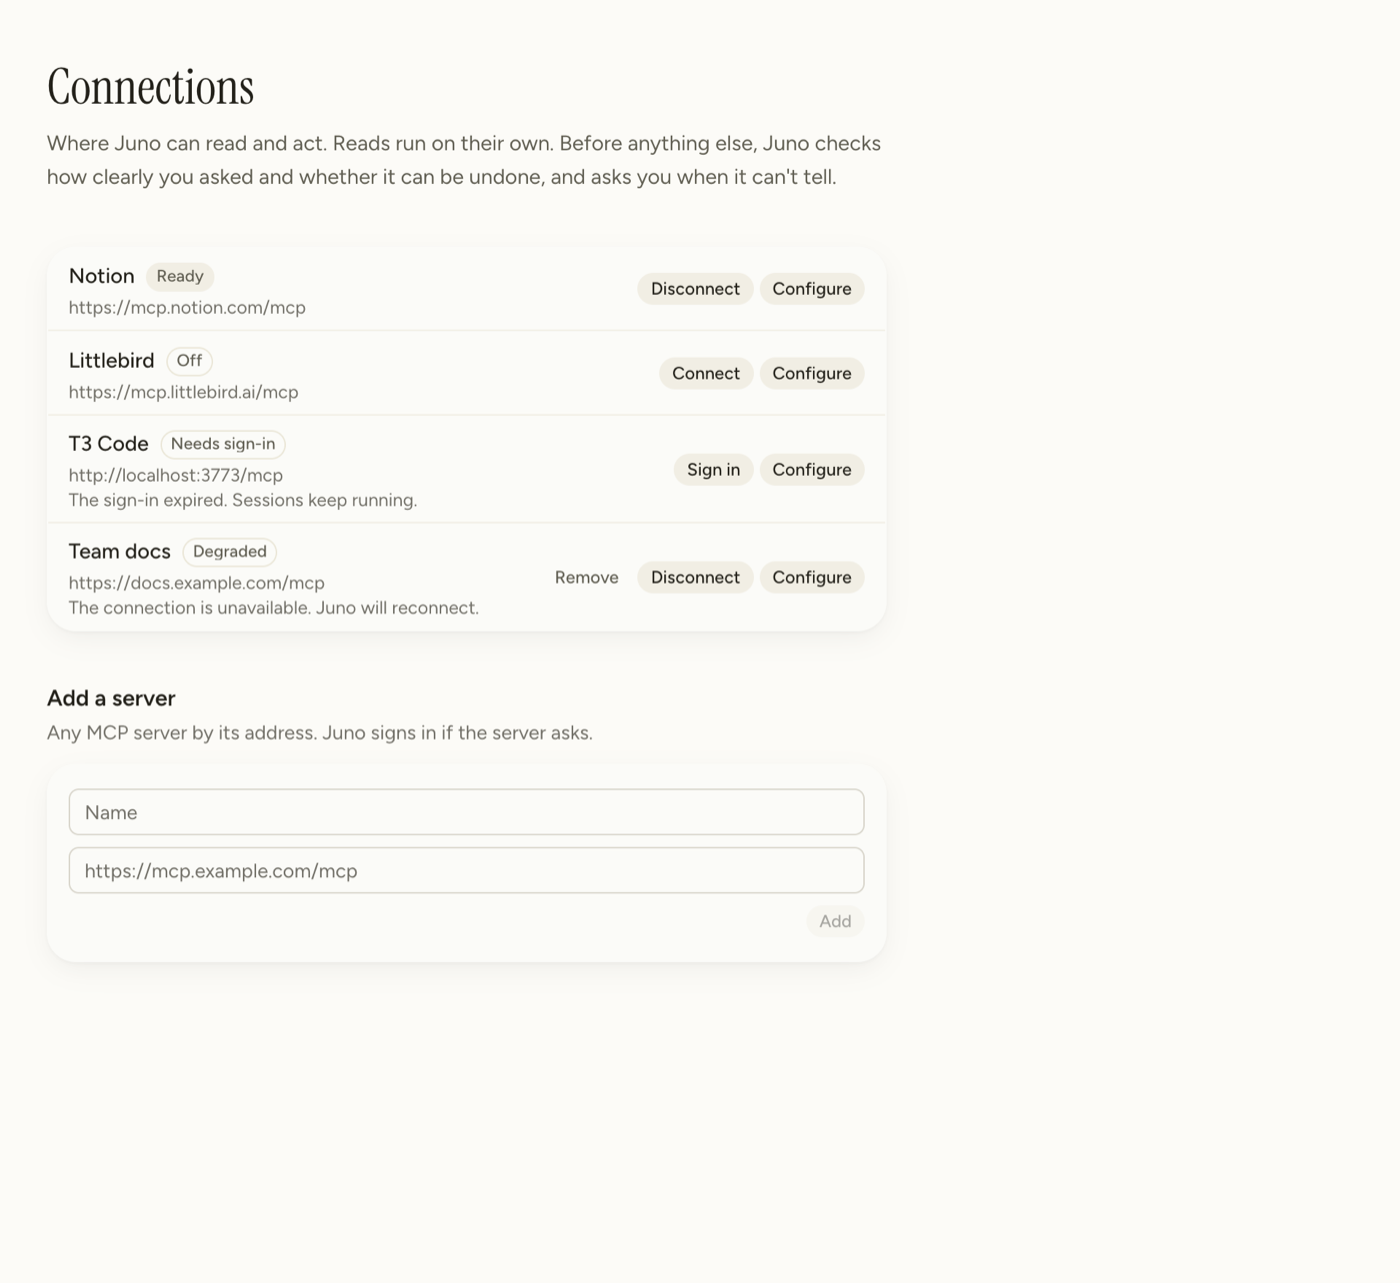 Connections
Where Juno can read and act. Reads run on their own. Before anything else, Juno checks
how clearly you asked and whether it can be undone, and asks you when it can't tell.
Notion Ready
https://mcp.notion.com/mcp
Disconnect Configure
Littlebird Off
https://mcp.littlebird.ai/mcp
Connect Configure
T3 Code Needs sign-in
http://localhost:3773/mcp
The sign-in expired. Sessions keep running.
Sign in Configure
Team docs Degraded
https://docs.example.com/mcp
The connection is unavailable. Juno will reconnect.
Remove Disconnect Configure
Add a server
Any MCP server by its address. Juno signs in if the server asks.
Name
https://mcp.example.com/mcp
Add